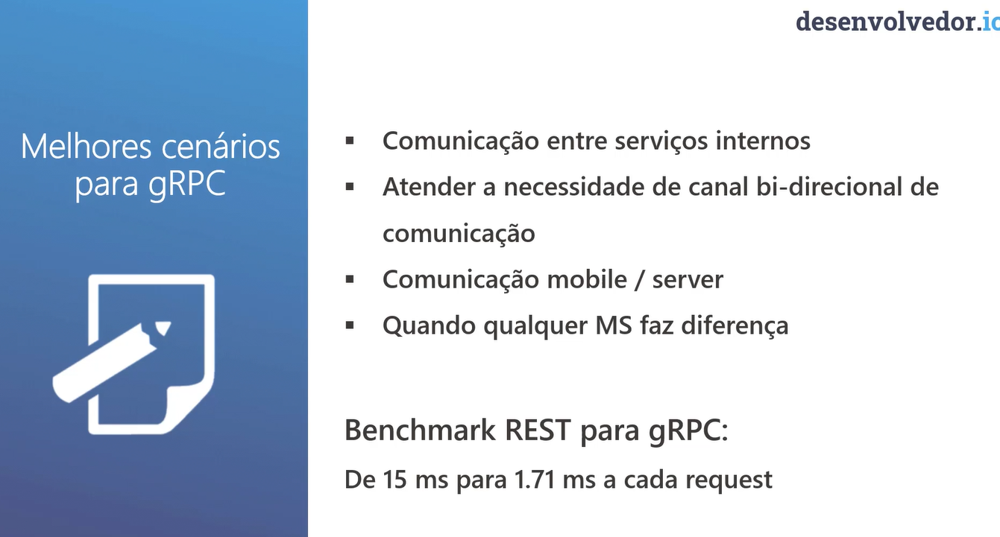 desenvolvedor.io
Melhores cenários
para gRPC
▪ Comunicação entre serviços internos
▪ Atender a necessidade de canal bi-direcional de
comunicação
▪ Comunicação mobile / server
▪ Quando qualquer MS faz diferença
Benchmark REST para gRPC:
De 15 ms para 1.71 ms a cada request